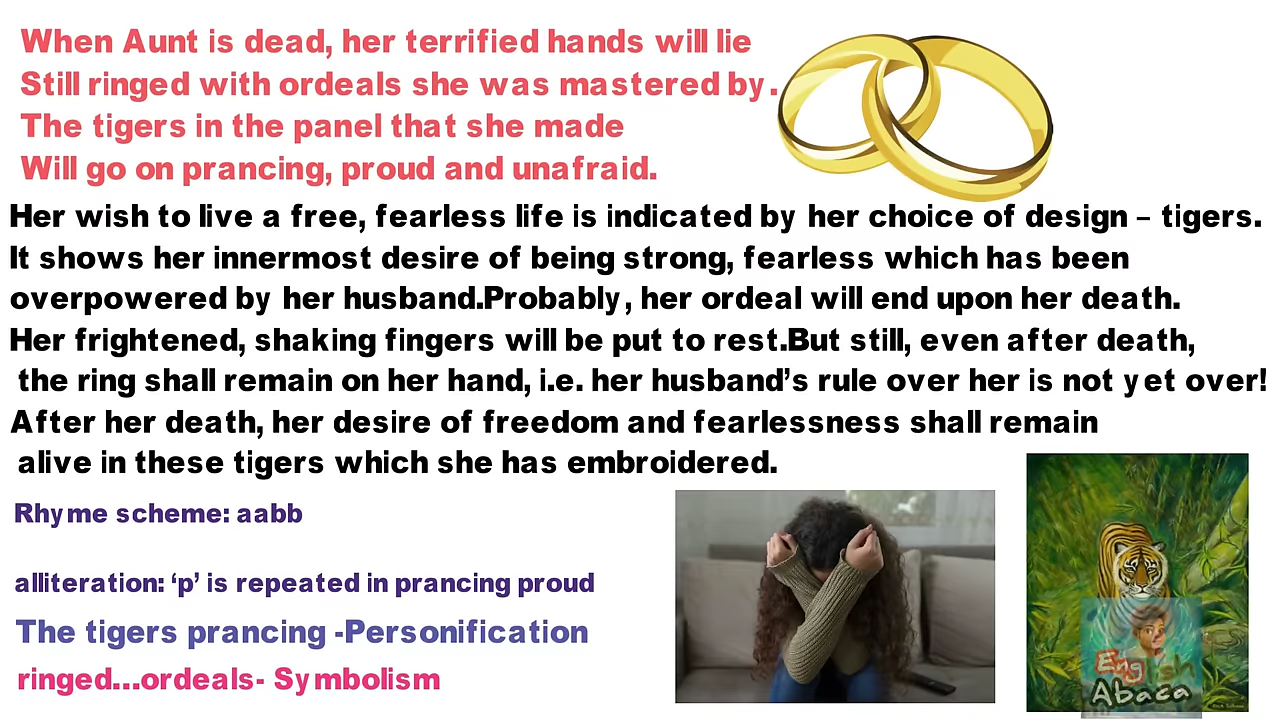 When Aunt is dead, her terrified hands will lie
Still ringed with ordeals she was mastered by.
The tigers in the panel that she made
Will go on prancing, proud and unafraid.
Her wish to live a free, fearless life is indicated by her choice of design – tigers.
It shows her innermost desire of being strong, fearless which has been
overpowered by her husband.Probably, her ordeal will end upon her death.
Her frightened, shaking fingers will be put to rest.But still, even after death,
the ring shall remain on her hand, i.e. her husband’s rule over her is not yet over!
After her death, her desire of freedom and fearlessness shall remain
alive in these tigers which she has embroidered.
Rhyme scheme: aabb
alliteration: ‘p’ is repeated in prancing proud
The tigers prancing -Personification
ringed...ordeals- Symbolism
English
Abaca